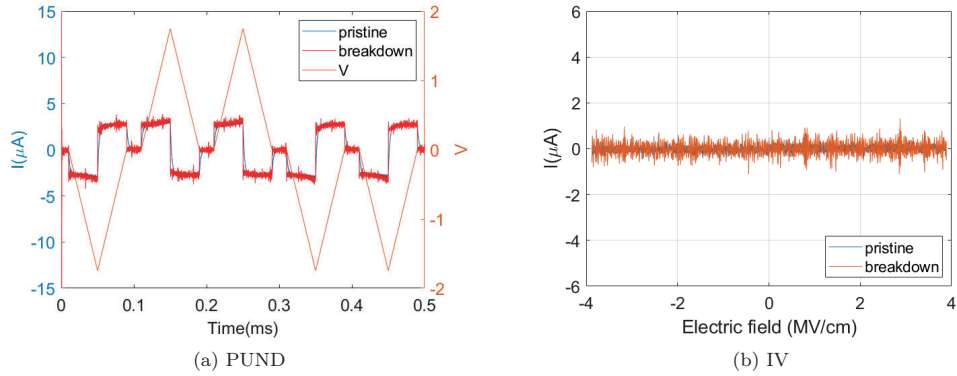 15
10
5
0
-5
-10
-15
I(μA)
2
1
0
-1
-2
V
pristine
breakdown
V
0 0.1 0.2 0.3 0.4 0.5
Time(ms)
(a) PUND
6
4
2
0
-2
-4
-6
I(μA)
pristine
breakdown
-4 -2 0 2 4
Electric field (MV/cm)
(b) IV